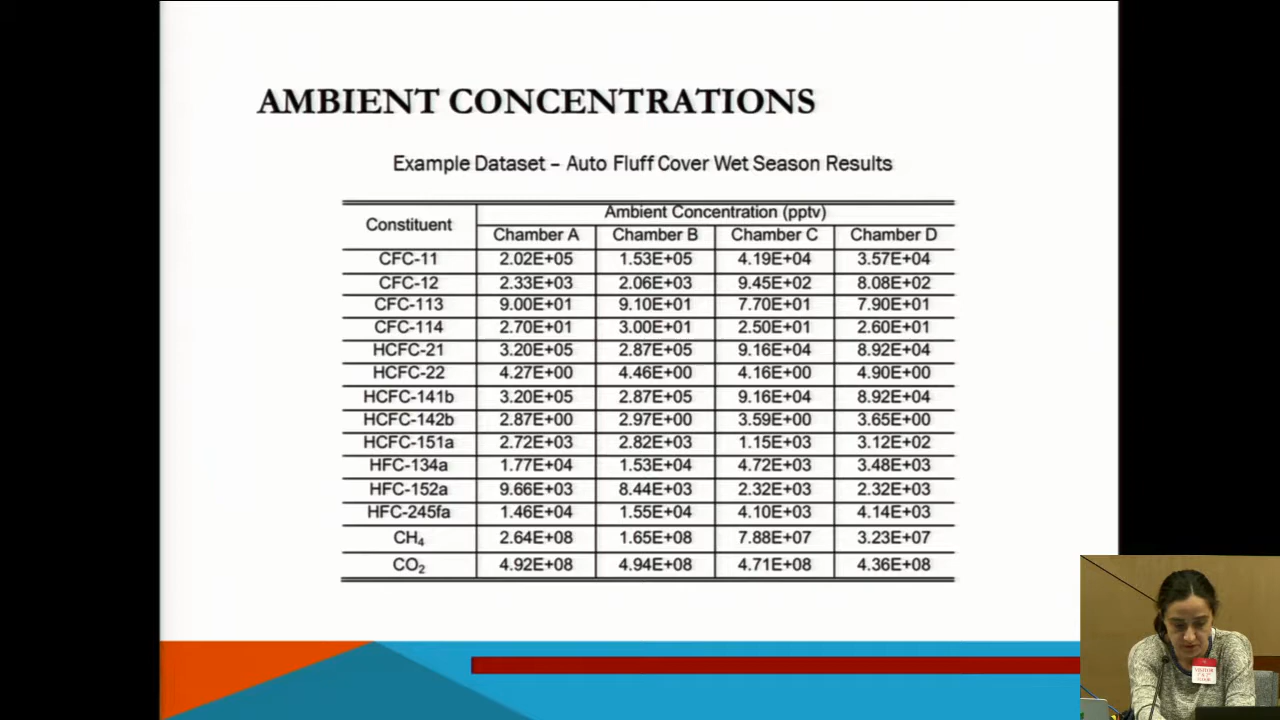 AMBIENT CONCENTRATIONS
Example Dataset – Auto Fluff Cover Wet Season Results
Constituent Ambient Concentration (pptv)
Chamber A Chamber B Chamber C Chamber D
CFC-11 2.02E+05 1.53E+05 4.19E+04 3.57E+04
CFC-12 2.33E+03 2.06E+03 9.45E+02 8.08E+02
CFC-113 9.00E+01 9.10E+01 7.70E+01 7.90E+01
CFC-114 2.70E+01 3.00E+01 2.50E+01 2.60E+01
HCFC-21 3.20E+05 2.87E+05 9.16E+04 8.92E+04
HCFC-22 4.27E+00 4.46E+00 4.16E+00 4.90E+00
HCFC-141b 3.20E+05 2.87E+05 9.16E+04 8.92E+04
HCFC-142b 2.87E+00 2.97E+00 3.59E+00 3.65E+00
HCFC-151a 2.72E+03 2.82E+03 1.15E+03 3.12E+02
HFC-134a 1.77E+04 1.53E+04 4.72E+03 3.48E+03
HFC-152a 9.66E+03 8.44E+03 2.32E+03 2.32E+03
HFC-245fa 1.46E+04 1.55E+04 4.10E+03 4.14E+03
CH₄ 2.64E+08 1.65E+08 7.88E+07 3.23E+07
CO₂ 4.92E+08 4.94E+08 4.71E+08 4.36E+08
VISITOR